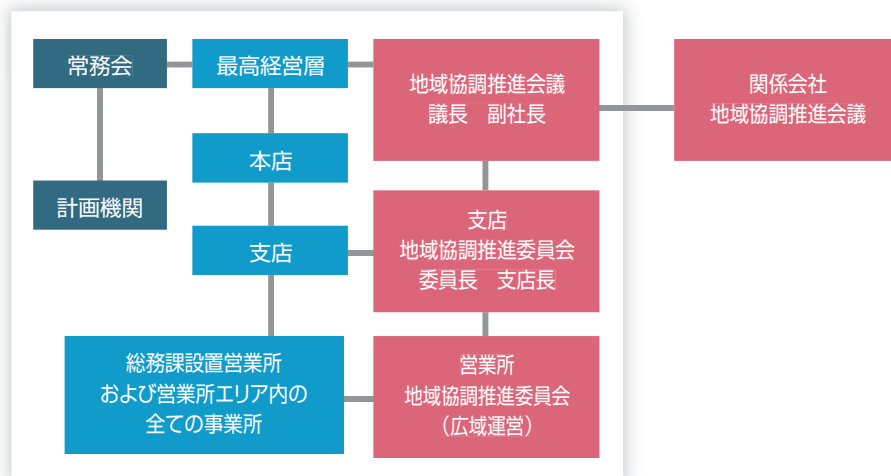 常務会
最高経営層
地域協調推進会議
議長　副社長
関係会社
地域協調推進会議
本店
計画機関
支店
支店
地域協調推進委員会
委員長　支店長
総務課設置営業所
および営業所エリア内の
全ての事業所
営業所
地域協調推進委員会
（広域運営）